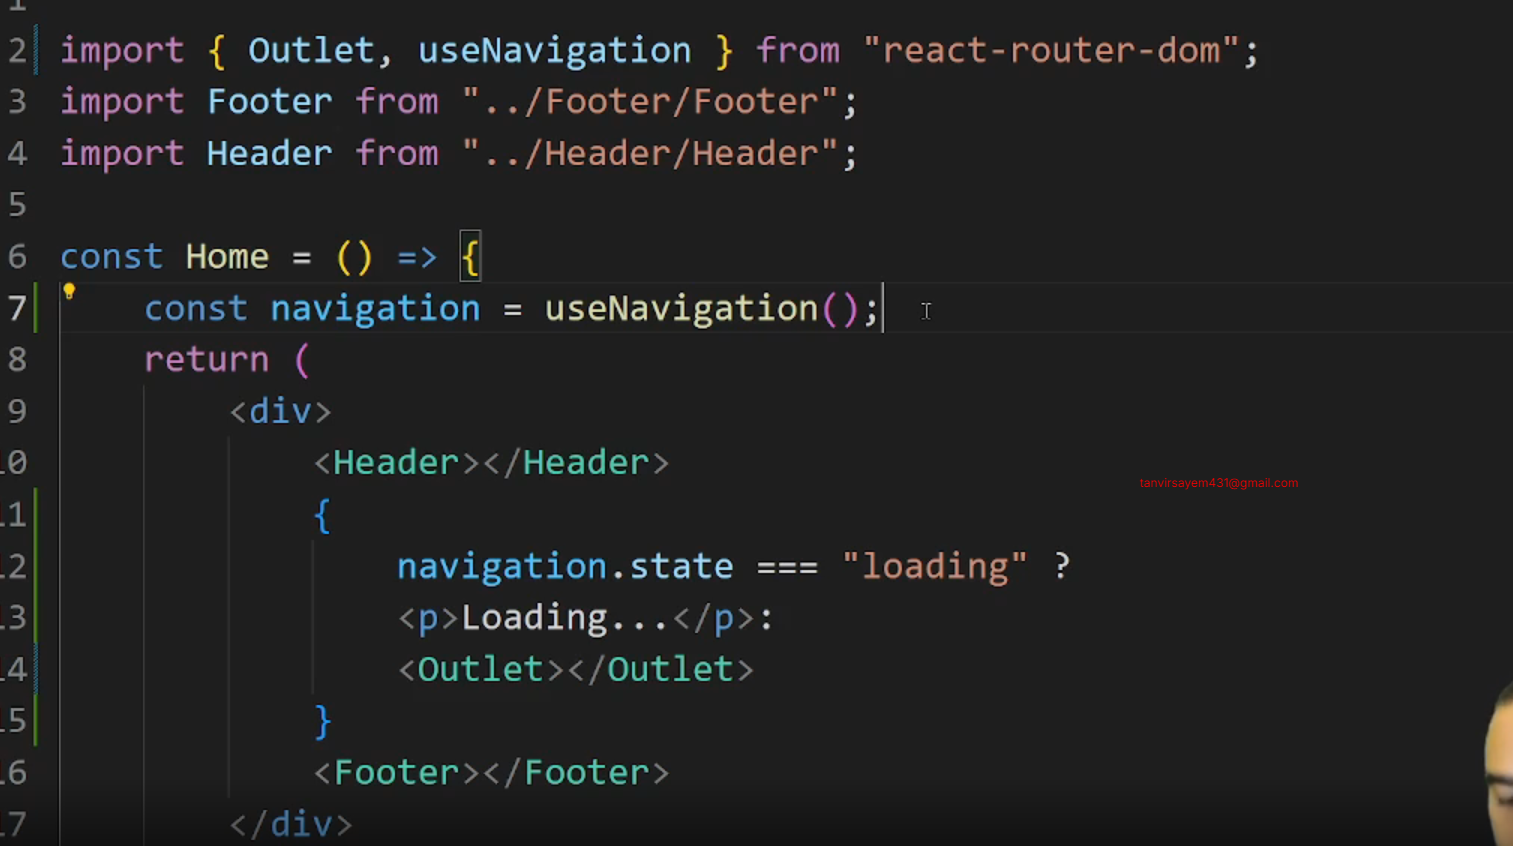 1
2 import { Outlet, useNavigation } from "react-router-dom";
3 import Footer from "../Footer/Footer";
4 import Header from "../Header/Header";
5
6 const Home = () => {
7 const navigation = useNavigation();
8 return (
9 <div>
10 <Header></Header>
11 {
12 navigation.state === "loading" ?
13 <p>Loading...</p>:
14 <Outlet></Outlet>
15 }
16 <Footer></Footer>
17 </div>
tanvirsayem431@gmail.com